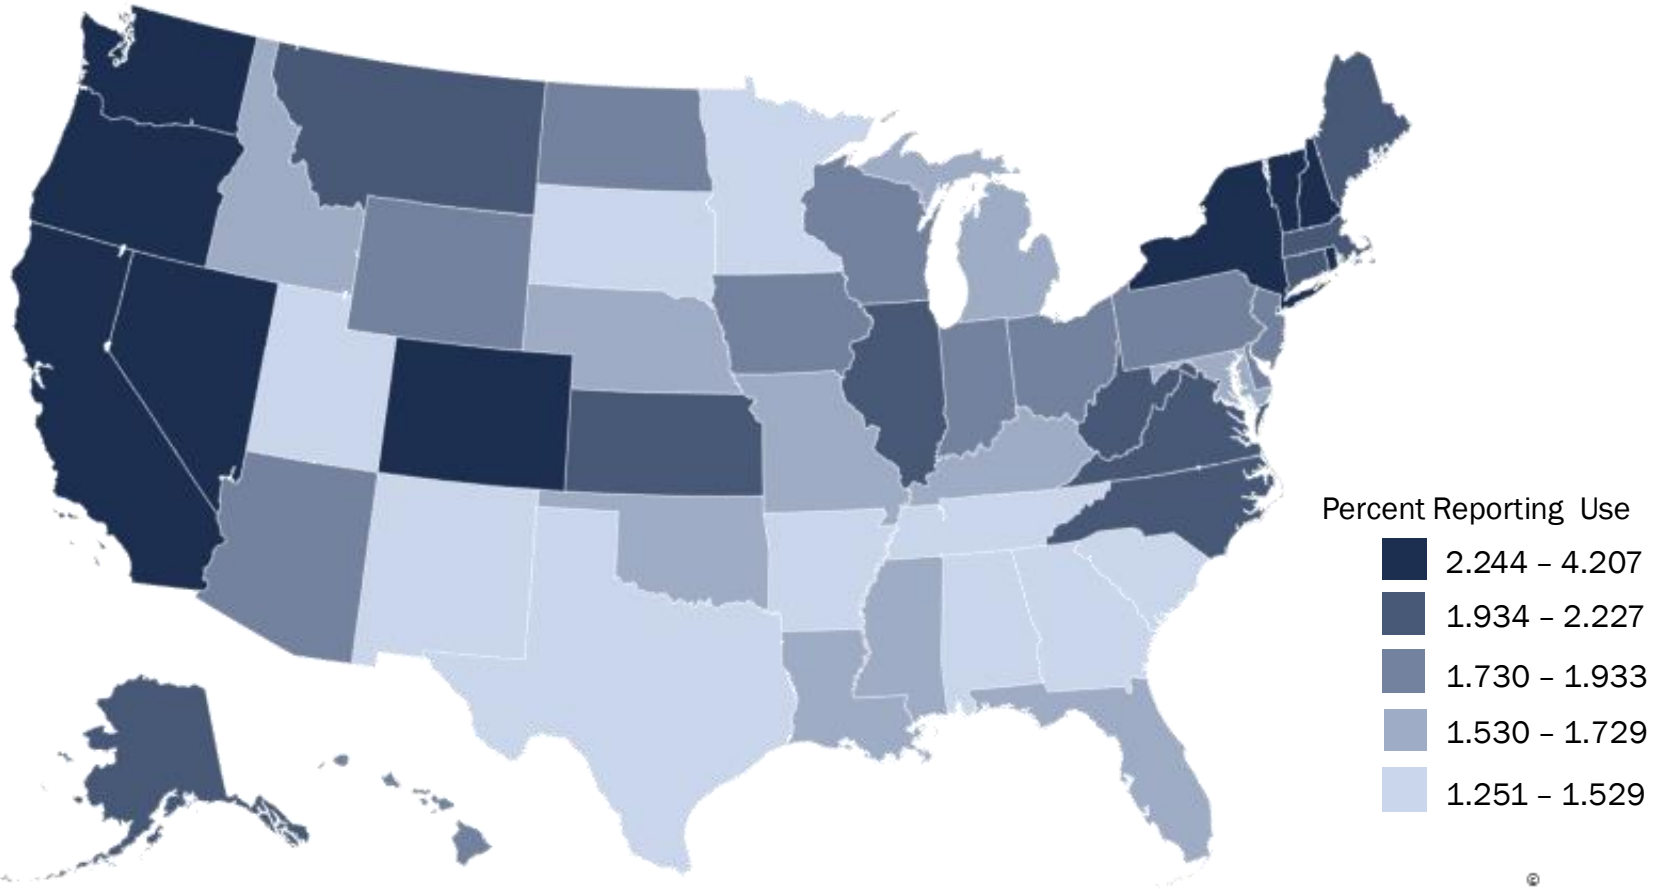 Percent Reporting Use
2.244 – 4.207
1.934 – 2.227
1.730 – 1.933
1.530 – 1.729
1.251 – 1.529
©